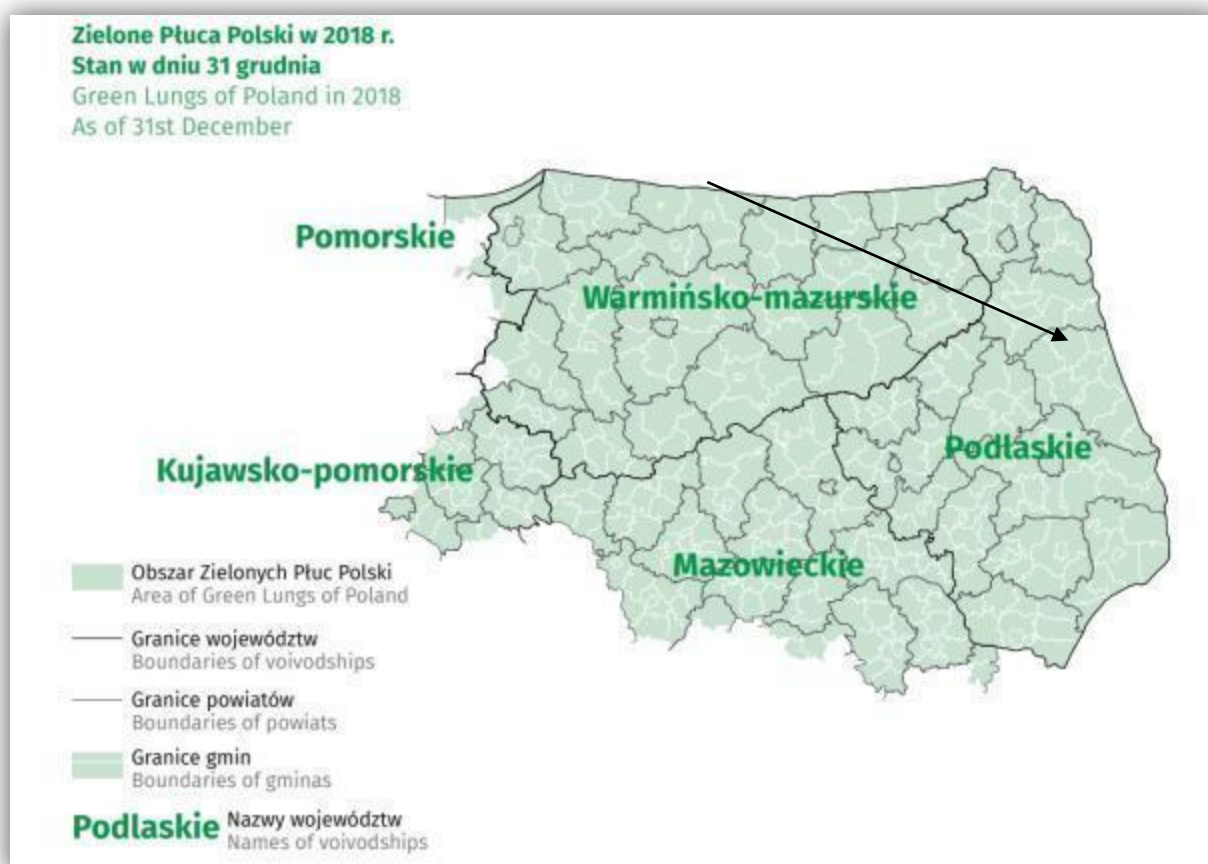 Zielone Płuca Polski w 2018 r.
Stan w dniu 31 grudnia
Green Lungs of Poland in 2018
As of 31st December
Pomorskie
Warmińsko-mazurskie
Podlaskie
Kujawsko-pomorskie
Mazowieckie
Obszar Zielonych Płuc Polski
Area of Green Lungs of Poland
Granice województw
Boundaries of voivodships
Granice powiatów
Boundaries of powiats
Granice gmin
Boundaries of gminas
Podlaskie Nazwy województw
Names of voivodships